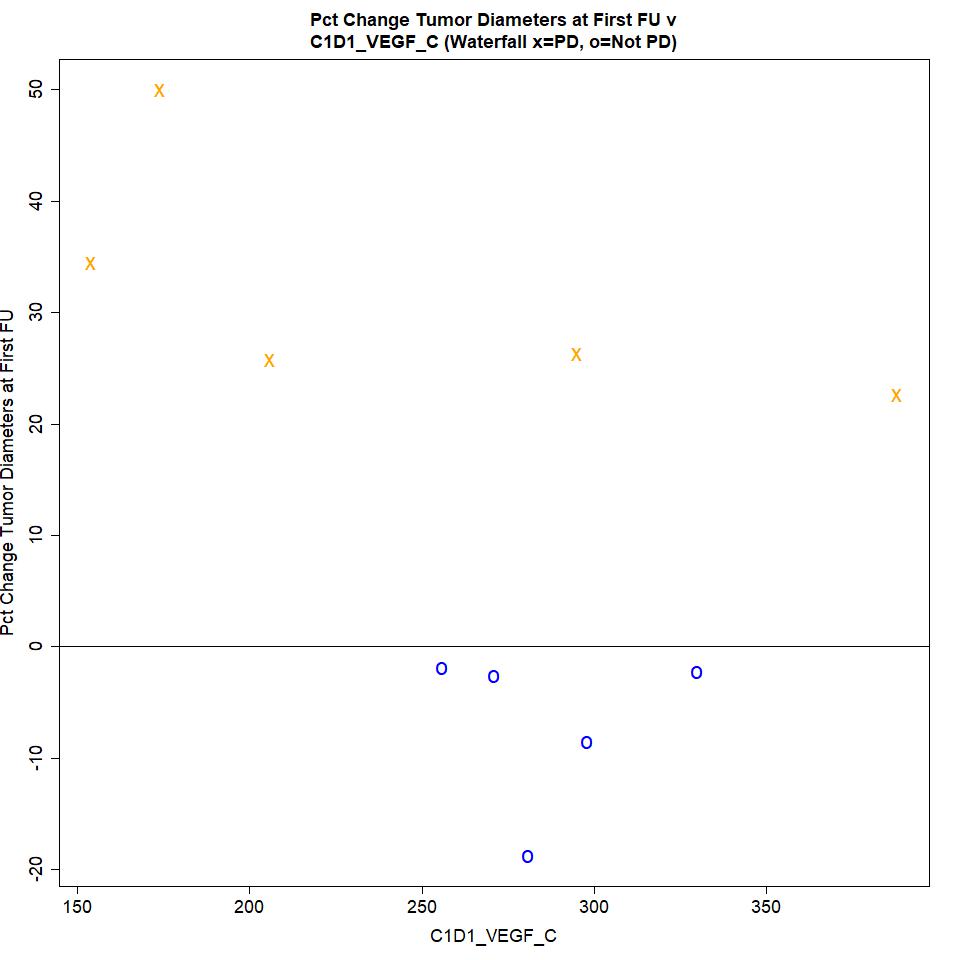 Pct Change Tumor Diameters at First FU v
C1D1_VEGF_C (Waterfall x=PD, o=Not PD)
Pct Change Tumor Diameters at First FU
50
40
30
20
10
0
-10
-20
X
X
X
X
X
O
O
O
O
O
150
200
250
300
350
C1D1_VEGF_C